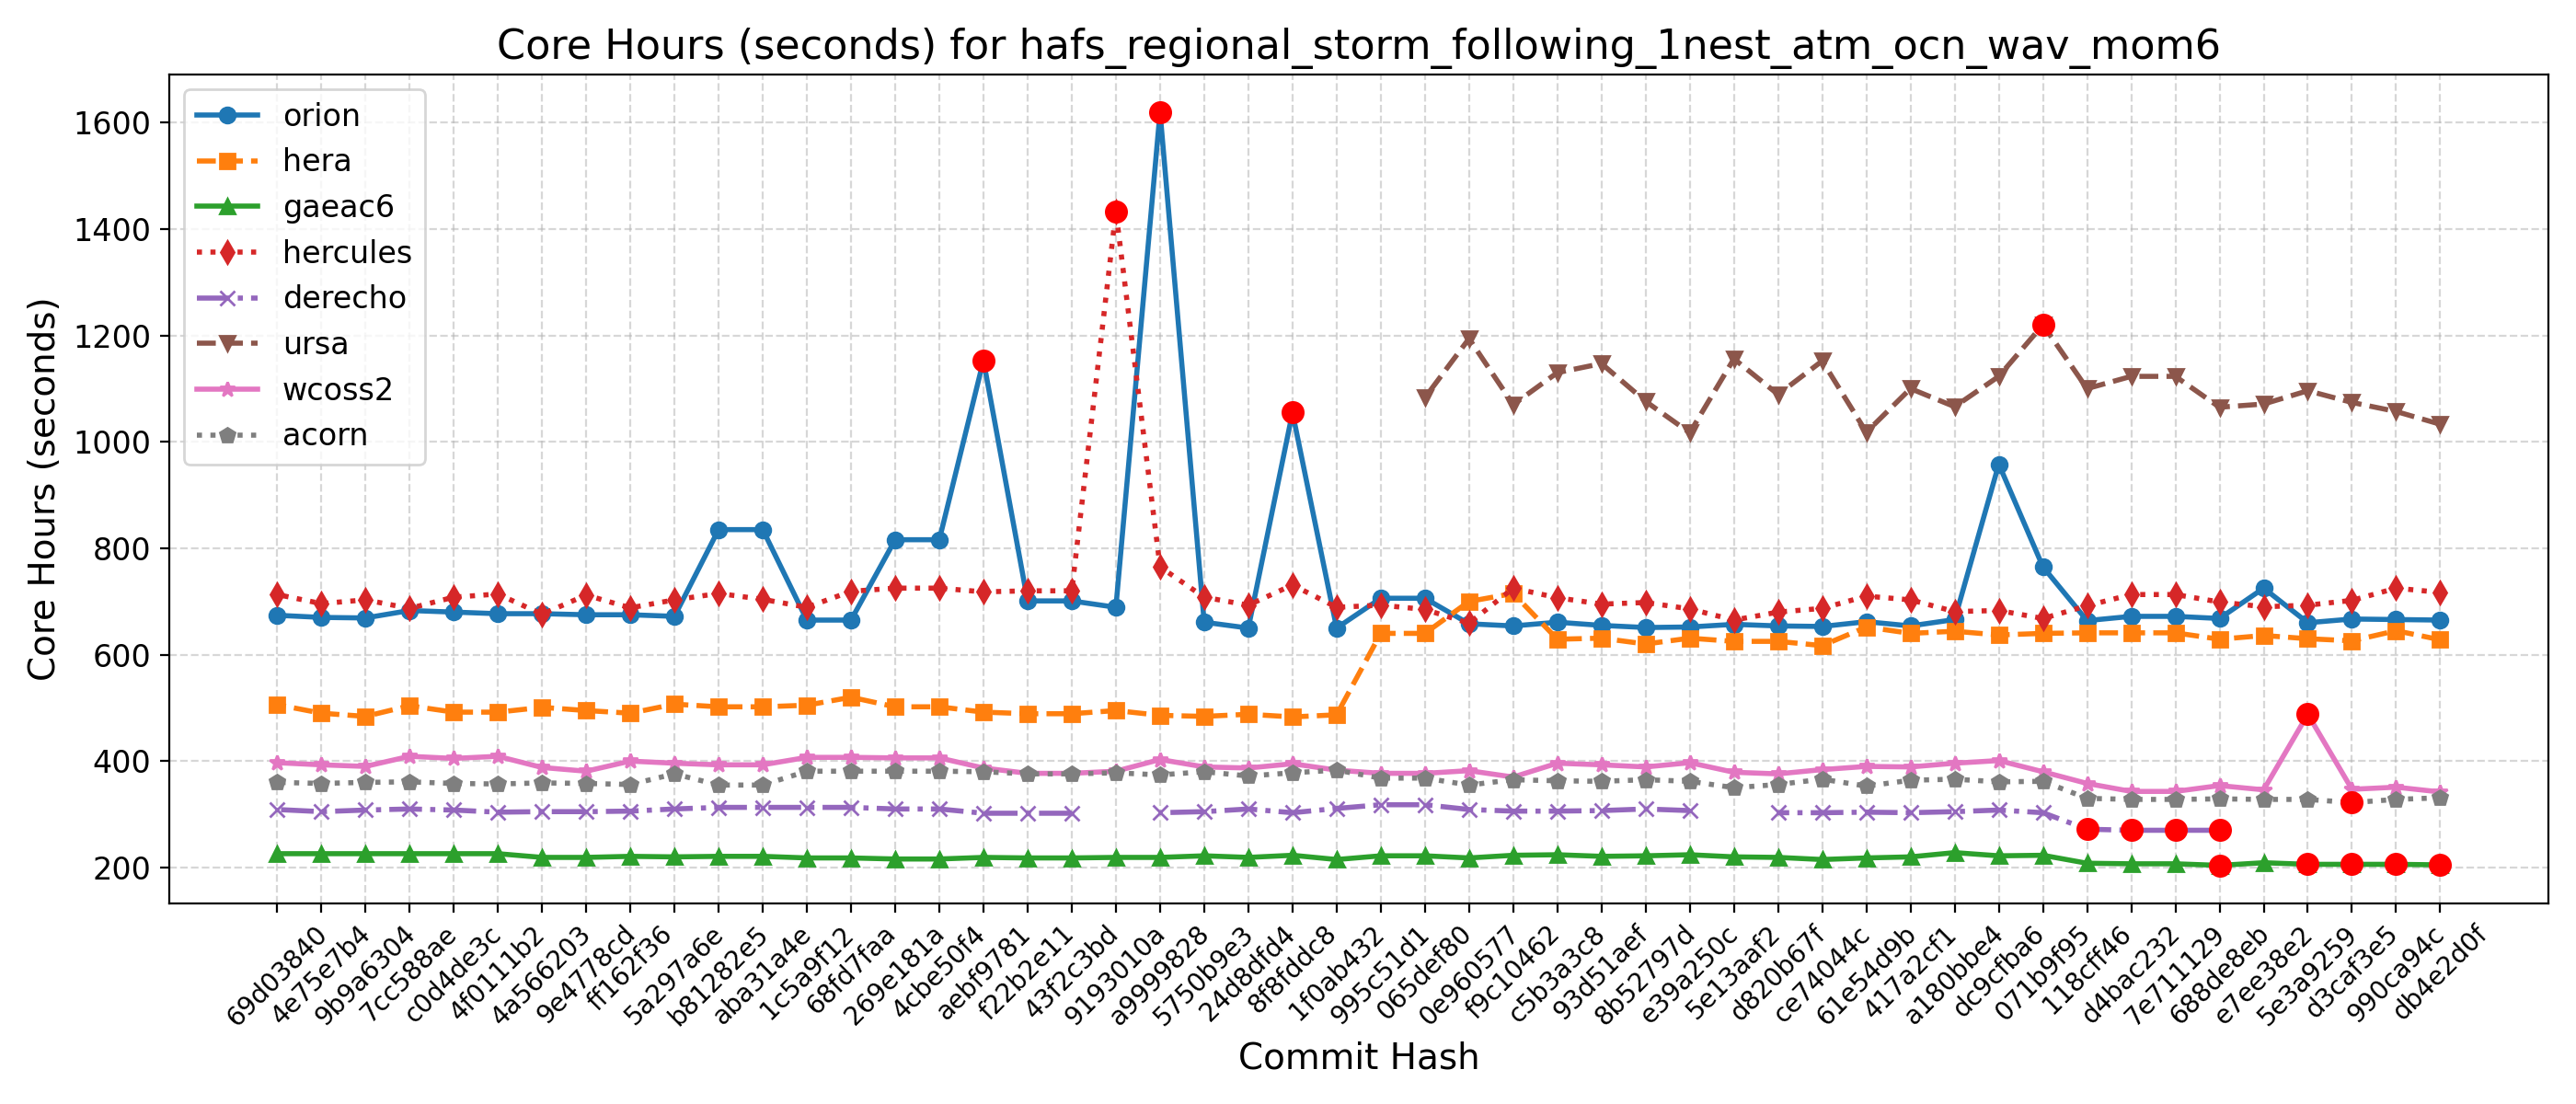 Core Hours (seconds) for hafs_regional_storm_following_1nest_atm_ocn_wav_mom6
Core Hours (seconds)
1600
1400
1200
1000
800
600
400
200
orion
hera
gaeac6
hercules
derecho
ursa
wcoss2
acorn
69d03840
4e75e7b4
9b9a6304
7cc588ae
c0d4de3c
4f0111b2
4a566203
9e4778cd
ff162f36
5a297a6e
b81282e5
aba31a4e
1c5a9f12
68fd7faa
269e181a
4cbe50f4
aebf9781
f22b2e11
43f2c3bd
9193010a
a9999828
5750b9e3
24d8dfd4
8f8fddc8
1f0ab432
995c51d1
065def80
0e960577
f9c10462
c5b3a3c8
93d51aef
8b52797d
e39a250c
5e13aaf2
d820b67f
ce74044c
61e54d9b
417a2cf1
a180bbe4
dc9cfba6
071b9f95
118cff46
d4bac232
7e711129
688de8eb
e7ee38e2
5e3a9259
d3caf3e5
990ca94c
db4e2d0f
Commit Hash